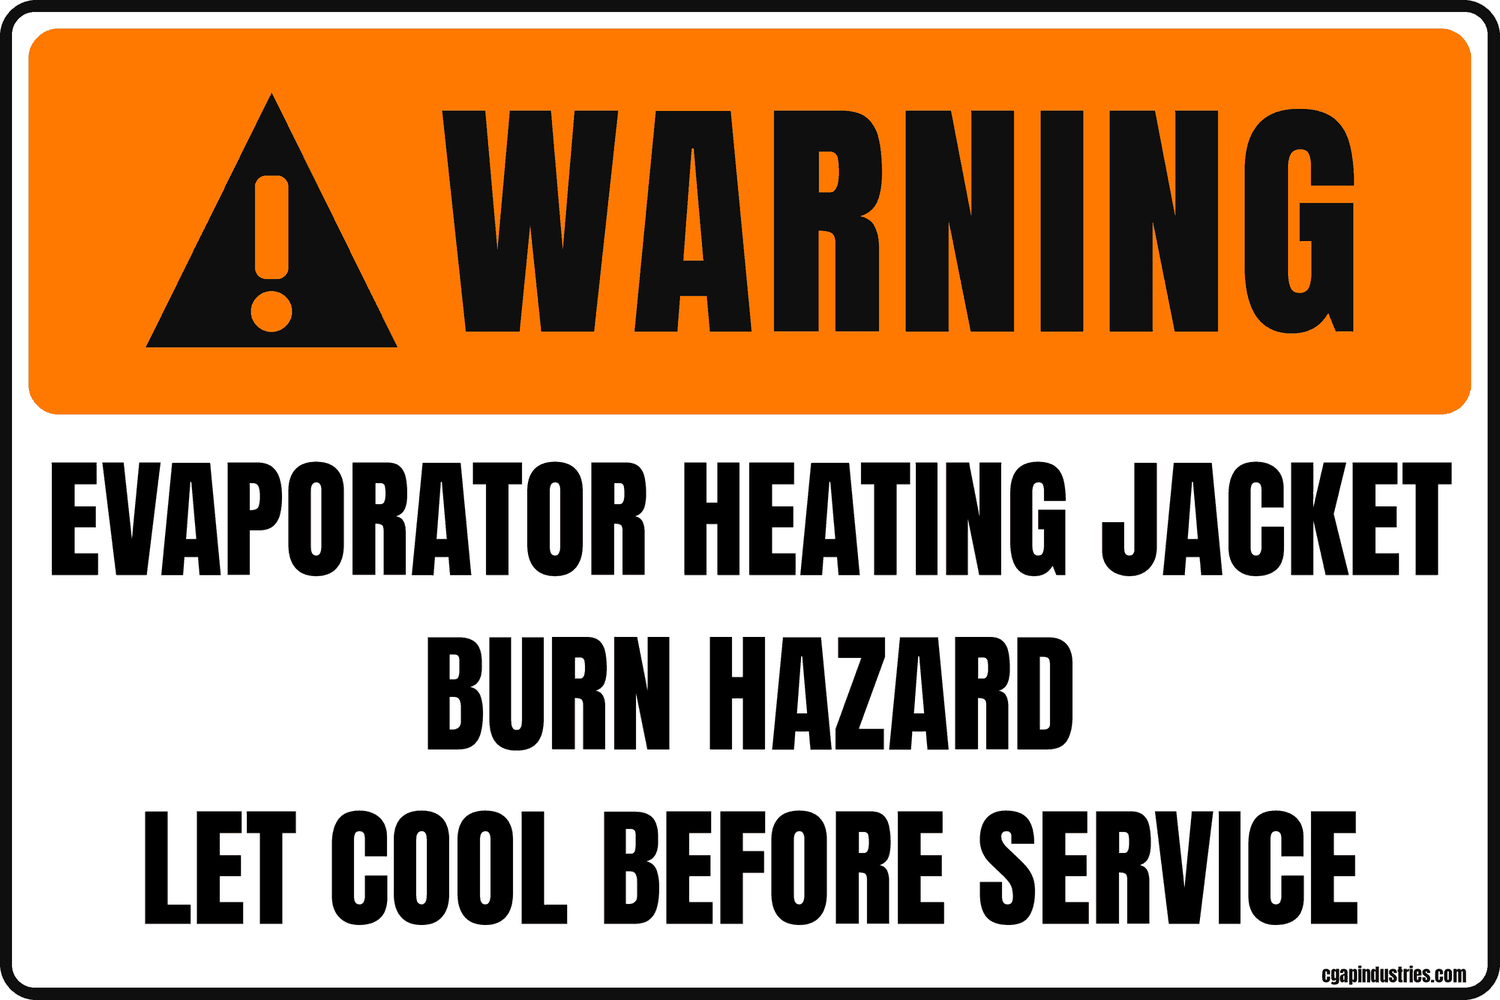 WARNING
EVAPORATOR HEATING JACKET
BURN HAZARD
LET COOL BEFORE SERVICE
cgapindustries.com